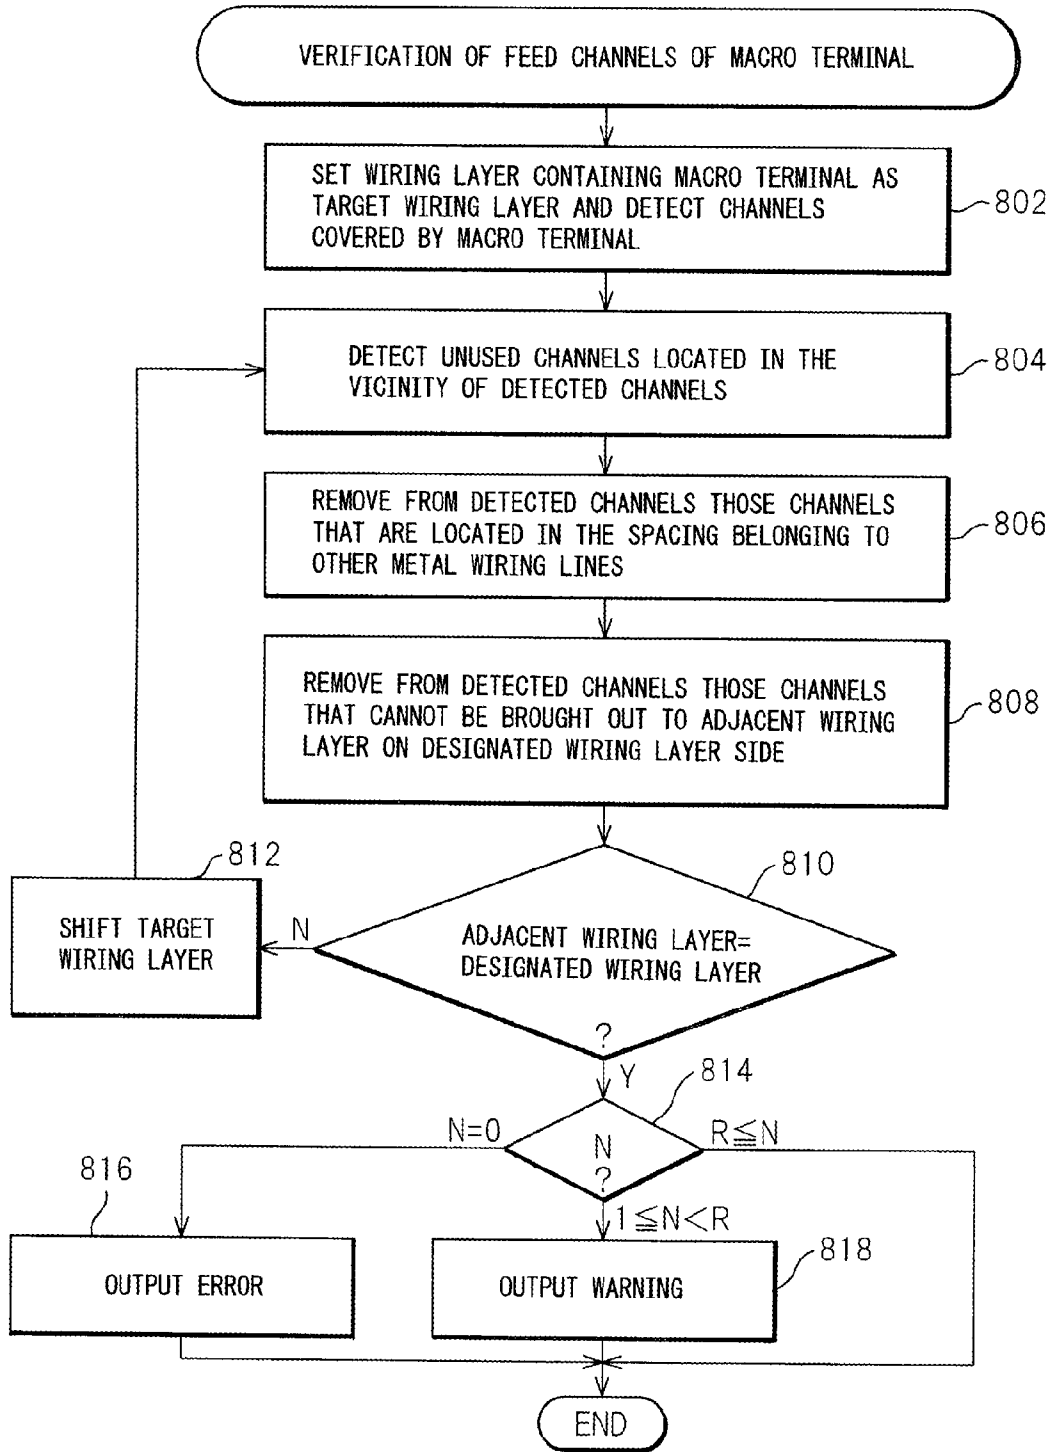 VERIFICATION OF FEED CHANNELS OF MACRO TERMINAL
SET WIRING LAYER CONTAINING MACRO TERMINAL AS
TARGET WIRING LAYER AND DETECT CHANNELS
COVERED BY MACRO TERMINAL
802
DETECT UNUSED CHANNELS LOCATED IN THE
VICINITY OF DETECTED CHANNELS
804
REMOVE FROM DETECTED CHANNELS THOSE CHANNELS
THAT ARE LOCATED IN THE SPACING BELONGING TO
OTHER METAL WIRING LINES
806
REMOVE FROM DETECTED CHANNELS THOSE CHANNELS
THAT CANNOT BE BROUGHT OUT TO ADJACENT WIRING
LAYER ON DESIGNATED WIRING LAYER SIDE
808
812
SHIFT TARGET
WIRING LAYER
N
810
ADJACENT WIRING LAYER=
DESIGNATED WIRING LAYER
?
Y
814
N=0
N
?
R≦N
1≦N<R
816
OUTPUT ERROR
818
OUTPUT WARNING
END